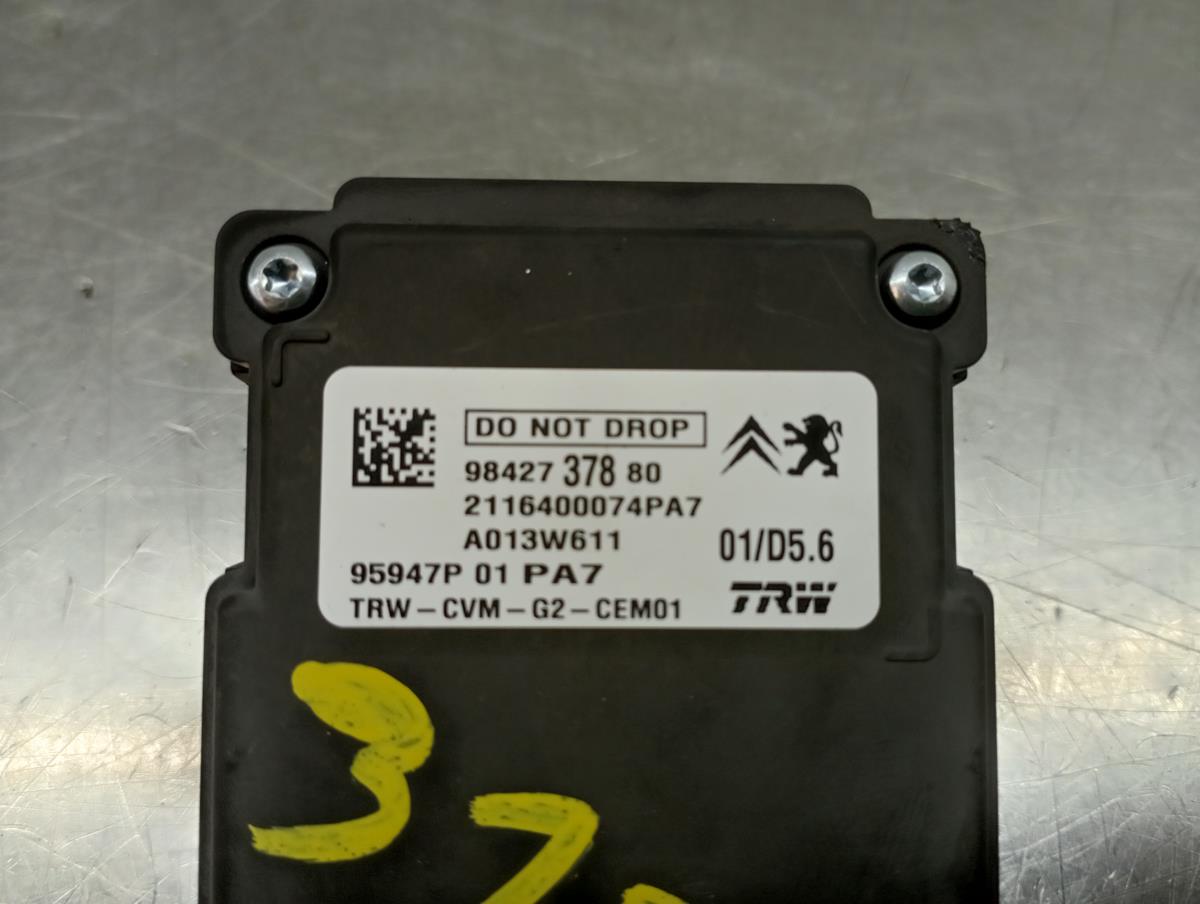 DO NOT DROP
98427 378 80
2116400074PA7
A013W611
01/D5.6
95947P 01 PA7
TRW
TRW-CVM-G2-CEM01
3